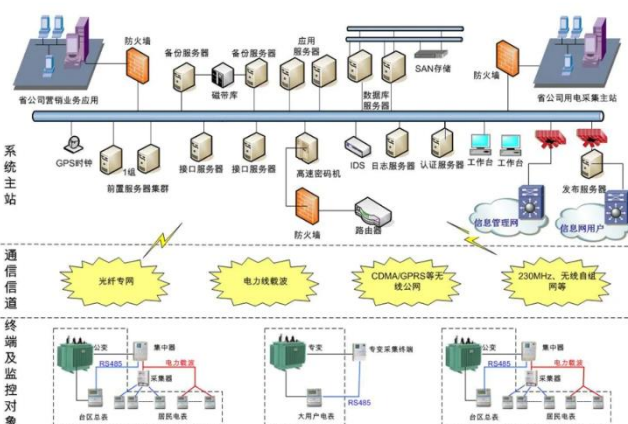 防火墙
备份服务器
备份服务器
应用
服务器
SAN存储
防火墙
磁带库
数据库
服务器
省公司营销业务应用
省公司用电采集主站
系统主站
GPS时钟
1组
前置服务器集群
接口服务器
接口服务器
高速密码机
IDS
日志服务器
认证服务器
工作台
工作台
发布服务器
防火墙
路由器
信息管理网
信息网用户
通信信道
光纤专网
电力线载波
CDMA/GPRS等无
线公网
230MHz、无线自组
网等
终端及监控对象
公变
集中器
RS485
电力载波
采集器
台区总表
居民电表
专变
专变采集终端
RS485
大用户电表
公变
集中器
RS485
电力载波
采集器
台区总表
居民电表